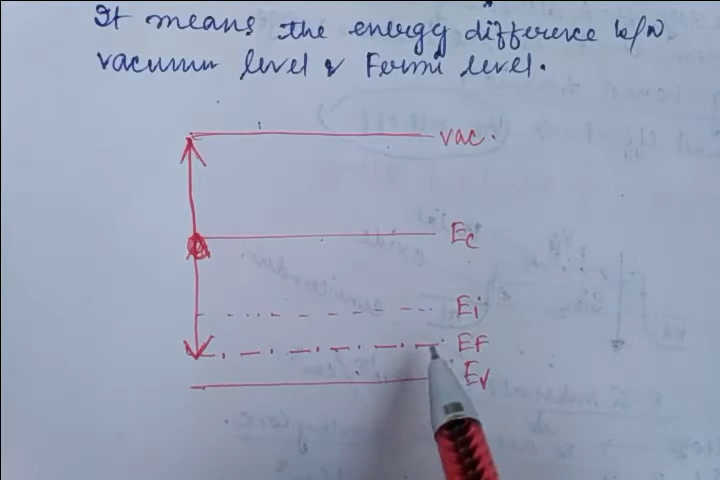 It means the energy difference b/w
vacuum level & Fermi level.
vac.
Ec
Ei
EF
Ev